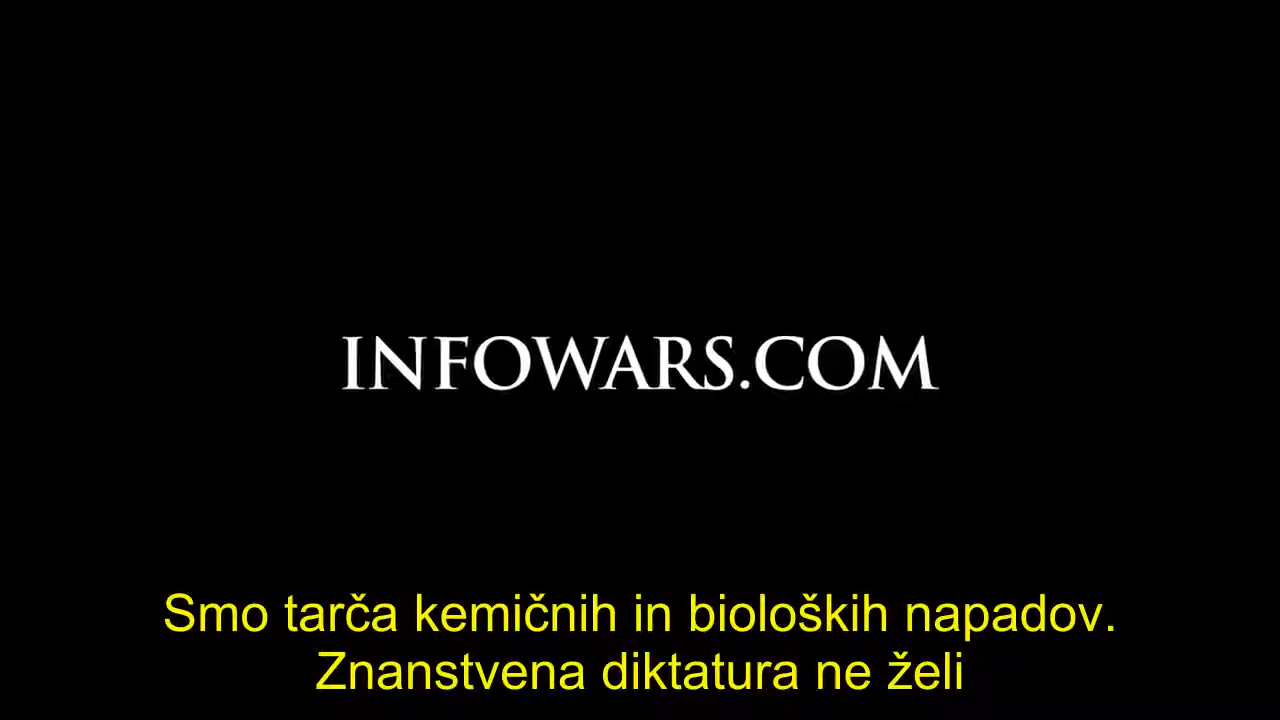 INFOWARS.COM
Smo tarča kemičnih in bioloških napadov.
Znanstvena diktatura ne želi